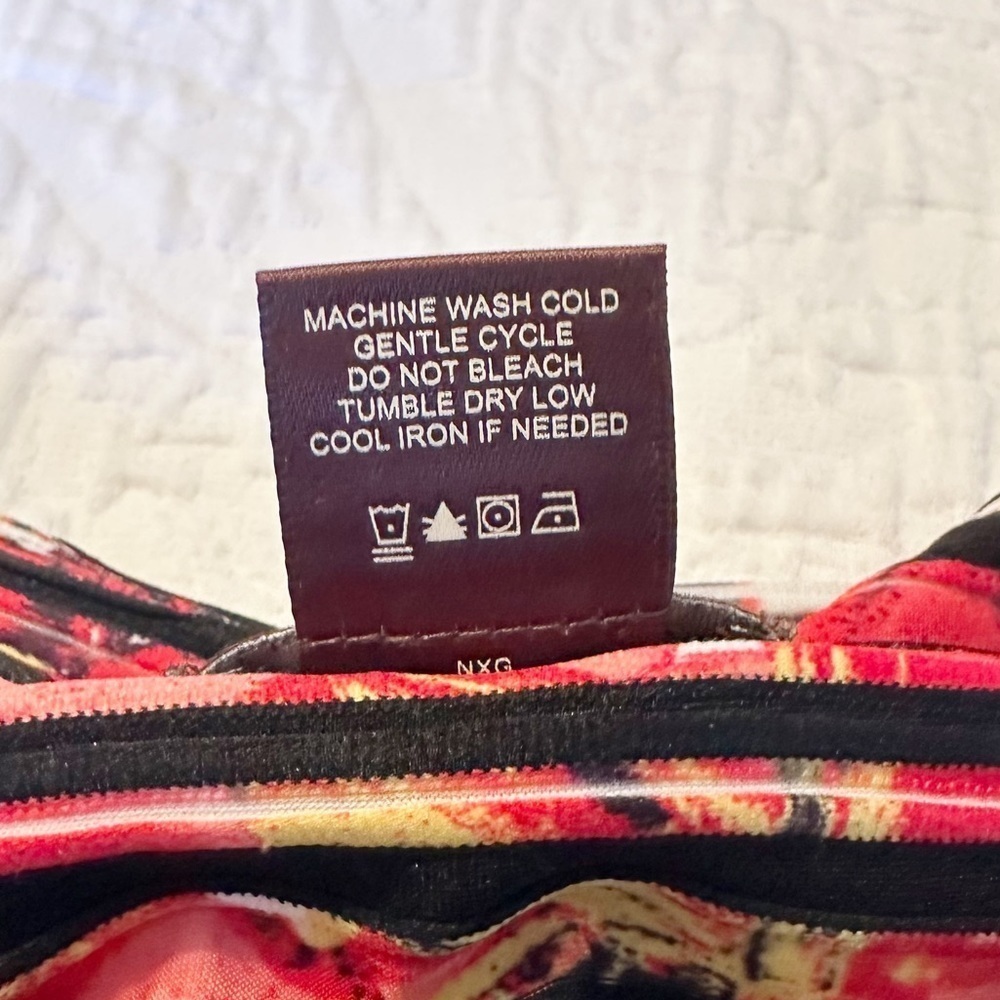 MACHINE WASH COLD
GENTLE CYCLE
DO NOT BLEACH
TUMBLE DRY LOW
COOL IRON IF NEEDED
NXG